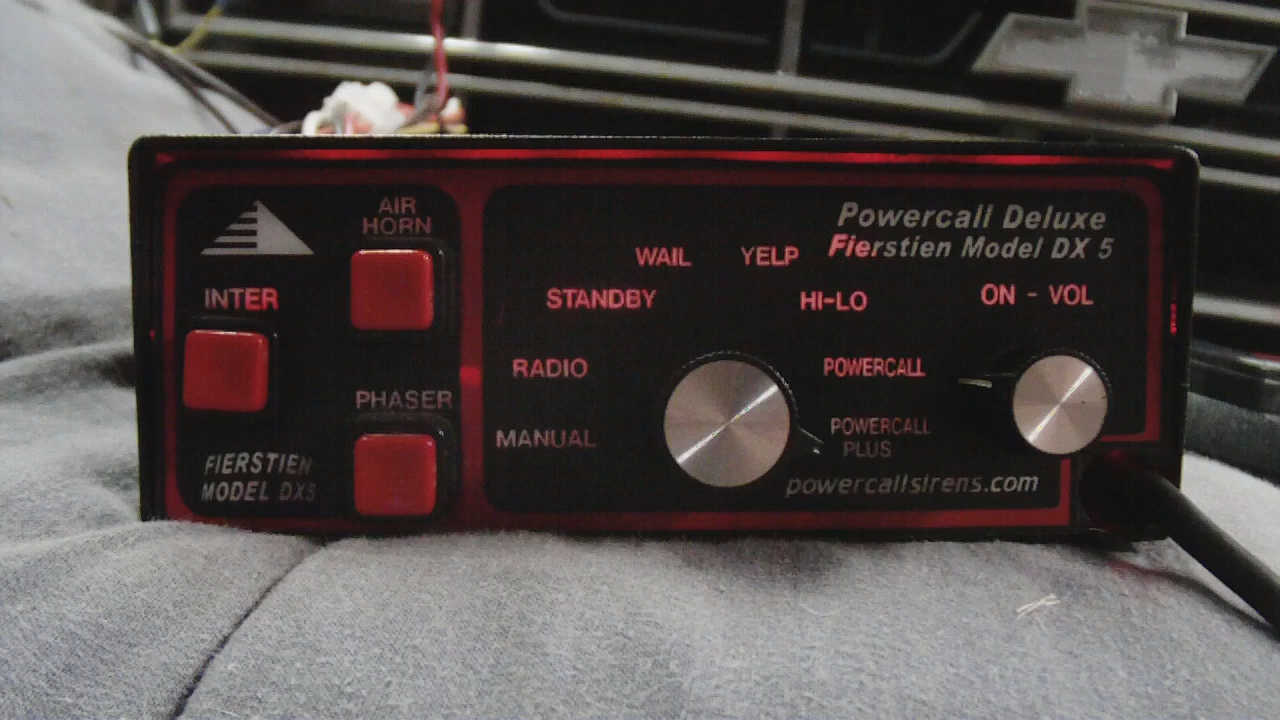 AIR
HORN
INTER
PHASER
FIERSTIEN
MODEL DX5
Powercall Deluxe
Fierstien Model DX 5
WAIL
YELP
STANDBY
HI-LO
ON - VOL
RADIO
POWERCALL
MANUAL
POWERCALL
PLUS
powercallsirens.com